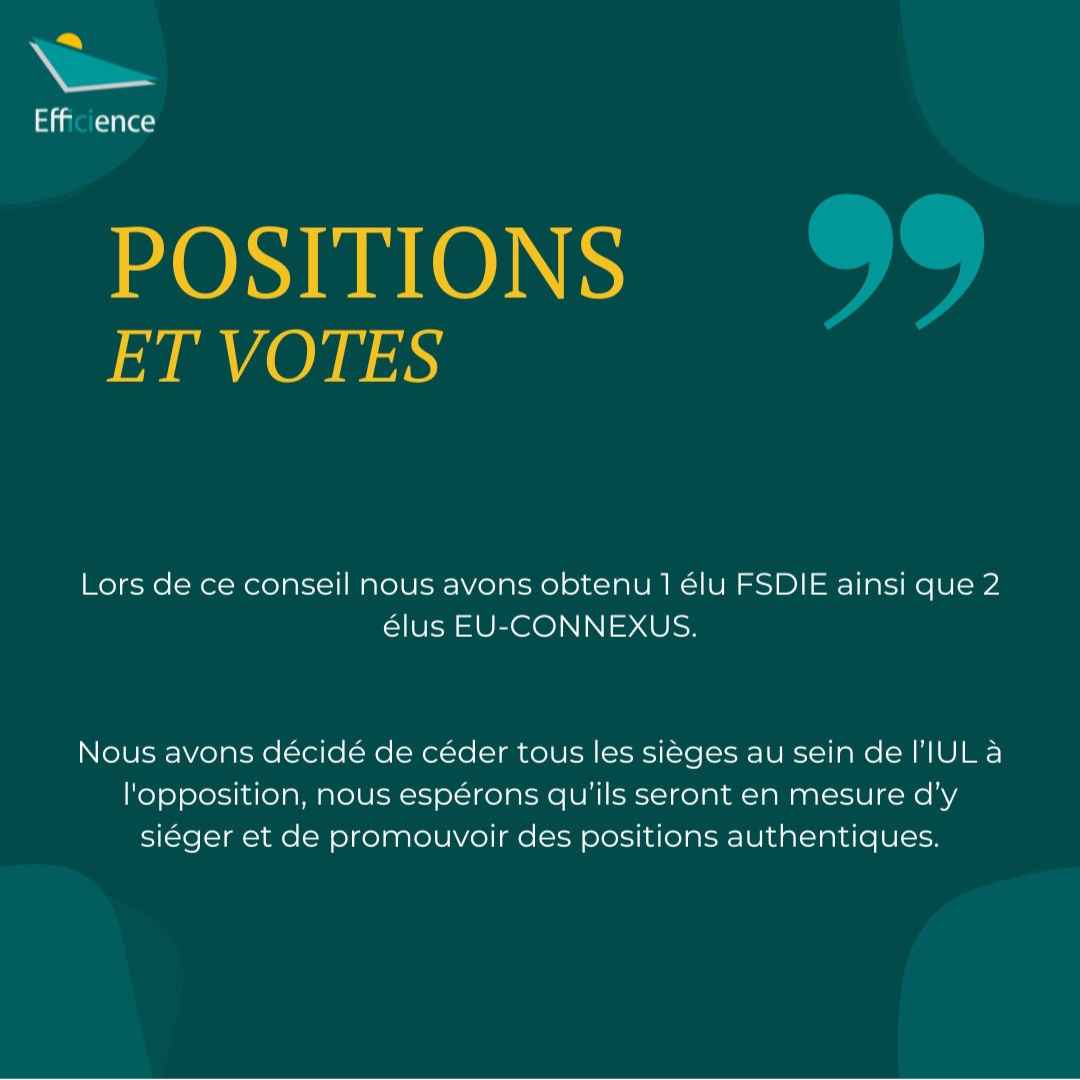 Efficience
POSITIONS
ET VOTES
Lors de ce conseil nous avons obtenu 1 élu FSDIE ainsi que 2
élus EU-CONNEXUS.
Nous avons décidé de céder tous les sièges au sein de l’IUL à
l'opposition, nous espérons qu’ils seront en mesure d’y
siéger et de promouvoir des positions authentiques.